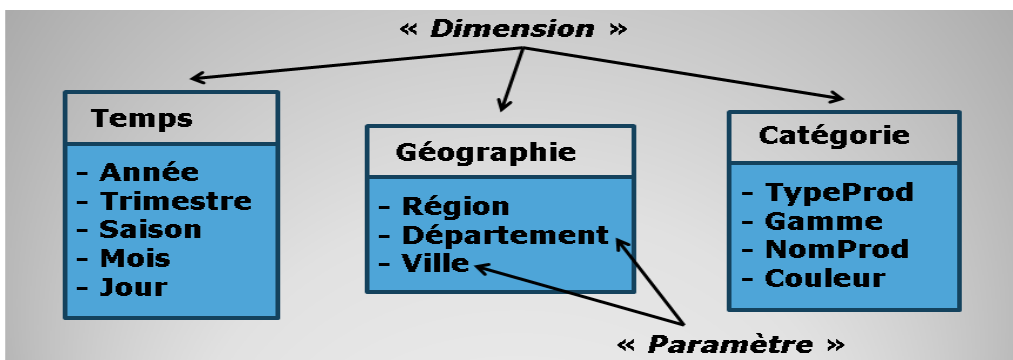 « Dimension »
Temps
- Année
- Trimestre
- Saison
- Mois
- Jour
Géographie
- Région
- Département
- Ville
Catégorie
- TypeProd
- Gamme
- NomProd
- Couleur
« Paramètre »